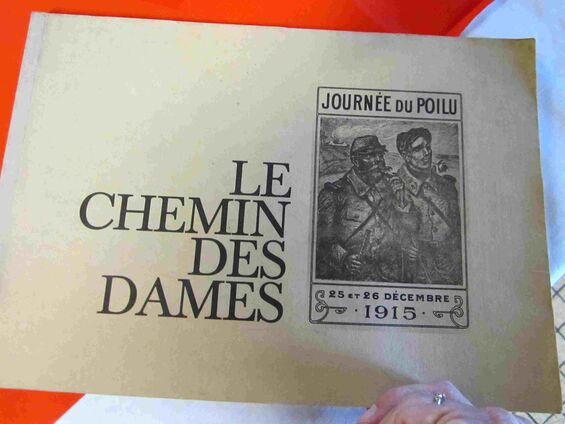 LE
CHEMIN
DES
DAMES
JOURNÉE DU POILU
25 ET 26 DÉCEMBRE
· 1915 ·